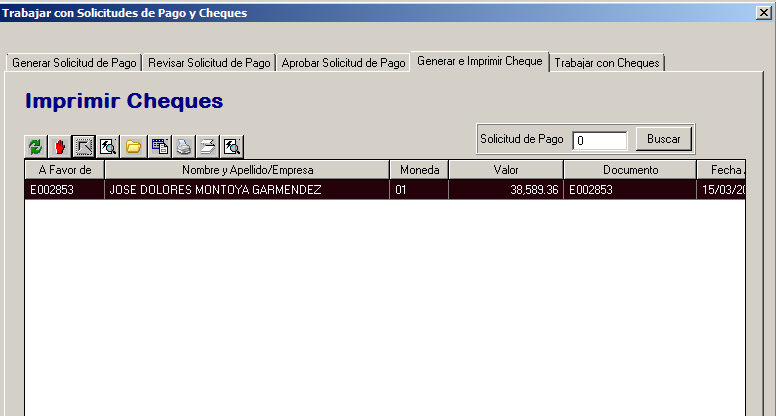 Trabajar con Solicitudes de Pago y Cheques
Generar Solicitud de Pago Revisar Solicitud de Pago Aprobar Solicitud de Pago Generar e Imprimir Cheque Trabajar con Cheques
Imprimir Cheques
Solicitud de Pago 0 Buscar
A Favor de Nombre y Apellido/Empresa Moneda Valor Documento Fecha
E002853 JOSE DOLORES MONTOYA GARMENDEZ 01 38,589.36 E002853 15/03/20